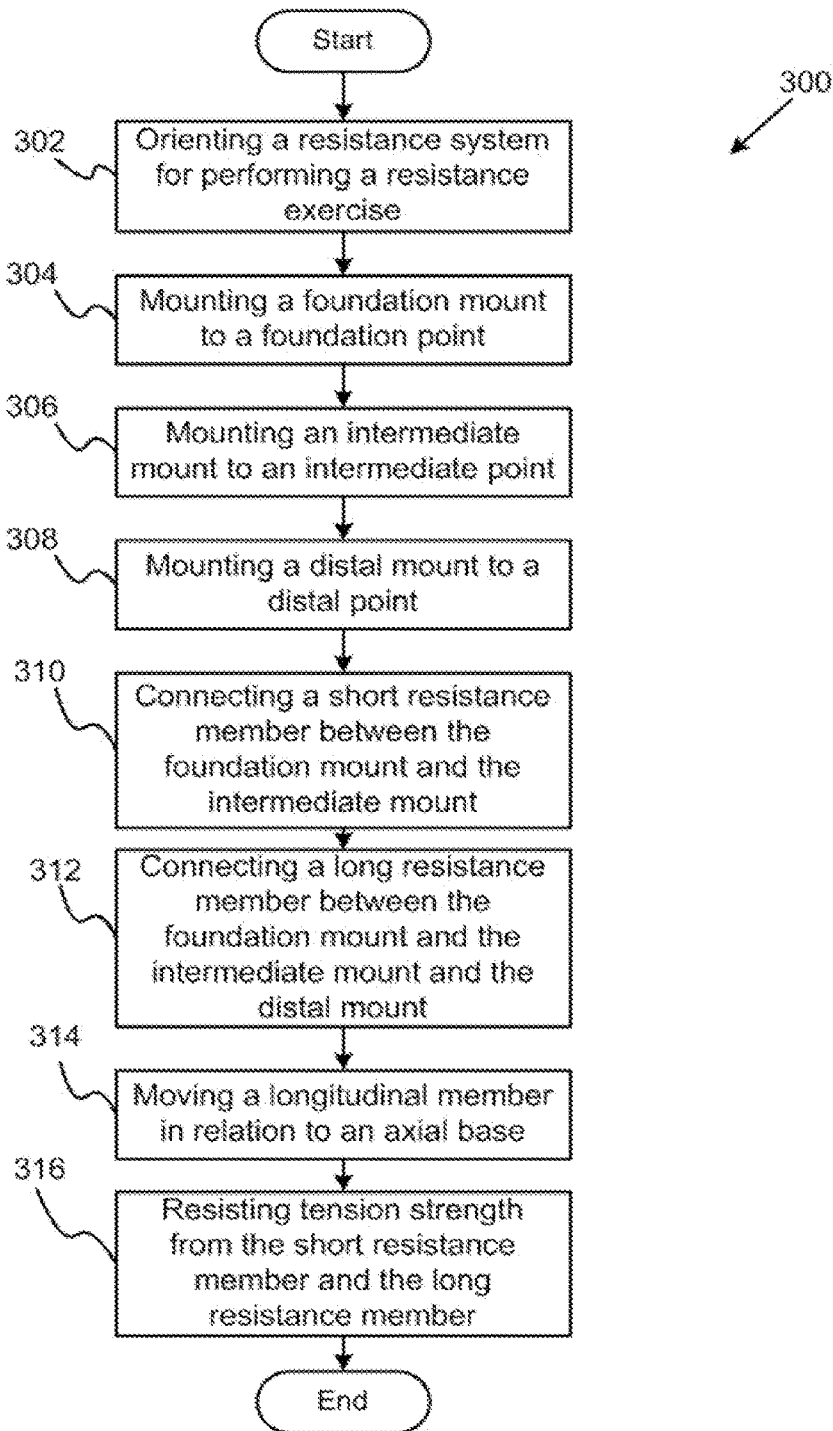 Start
300
302
Orienting a resistance system
for performing a resistance
exercise
304
Mounting a foundation mount
to a foundation point
306
Mounting an intermediate
mount to an intermediate point
308
Mounting a distal mount to a
distal point
310
Connecting a short resistance
member between the
foundation mount and the
intermediate mount
312
Connecting a long resistance
member between the
foundation mount and the
intermediate mount and the
distal mount
314
Moving a longitudinal member
in relation to an axial base
316
Resisting tension strength
from the short resistance
member and the long
resistance member
End